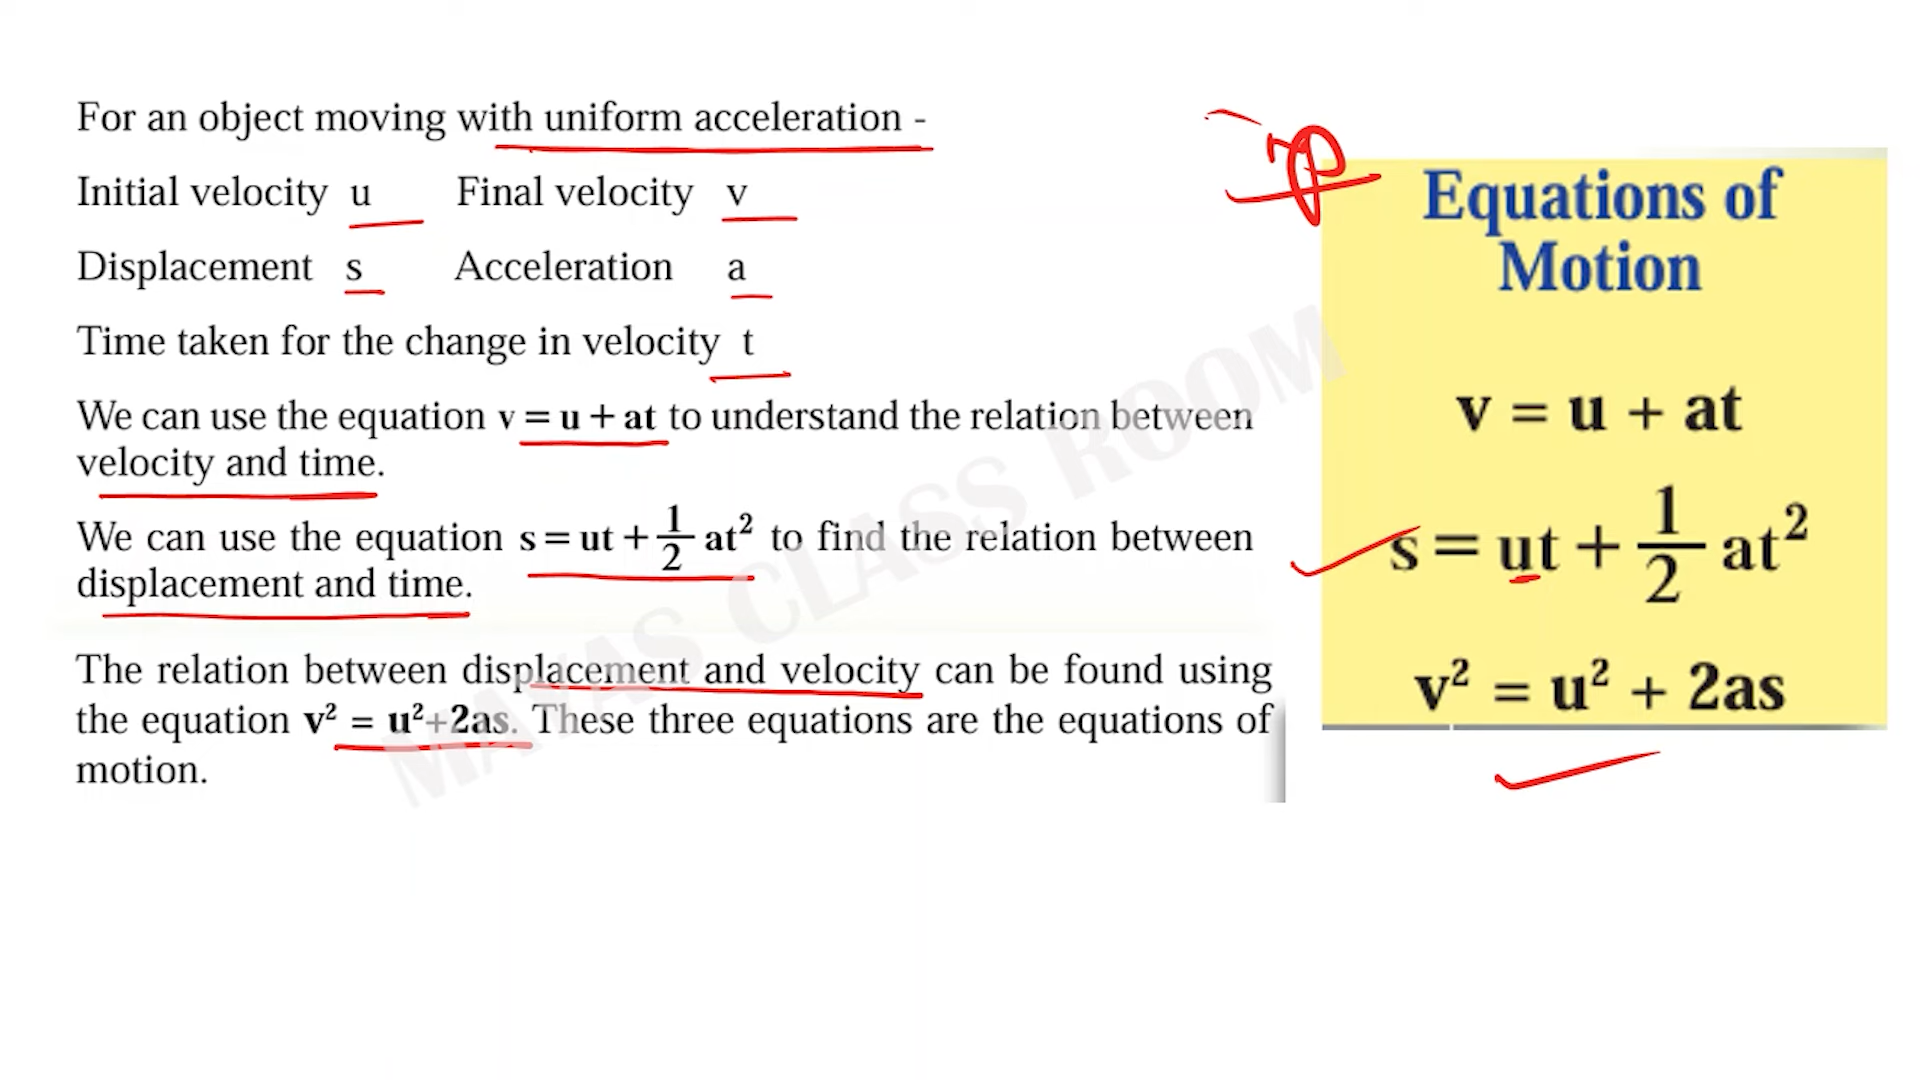 For an object moving with uniform acceleration -
Initial velocity u Final velocity v
Displacement s Acceleration a
Time taken for the change in velocity t
We can use the equation v = u + at to understand the relation between
velocity and time.
We can use the equation s = ut + 1/2 at² to find the relation between
displacement and time.
The relation between displacement and velocity can be found using
the equation v² = u²+2as. These three equations are the equations of
motion.
Equations of
Motion
v = u + at
s = ut + 1/2 at²
v² = u² + 2as
MAYAS CLASS ROOM